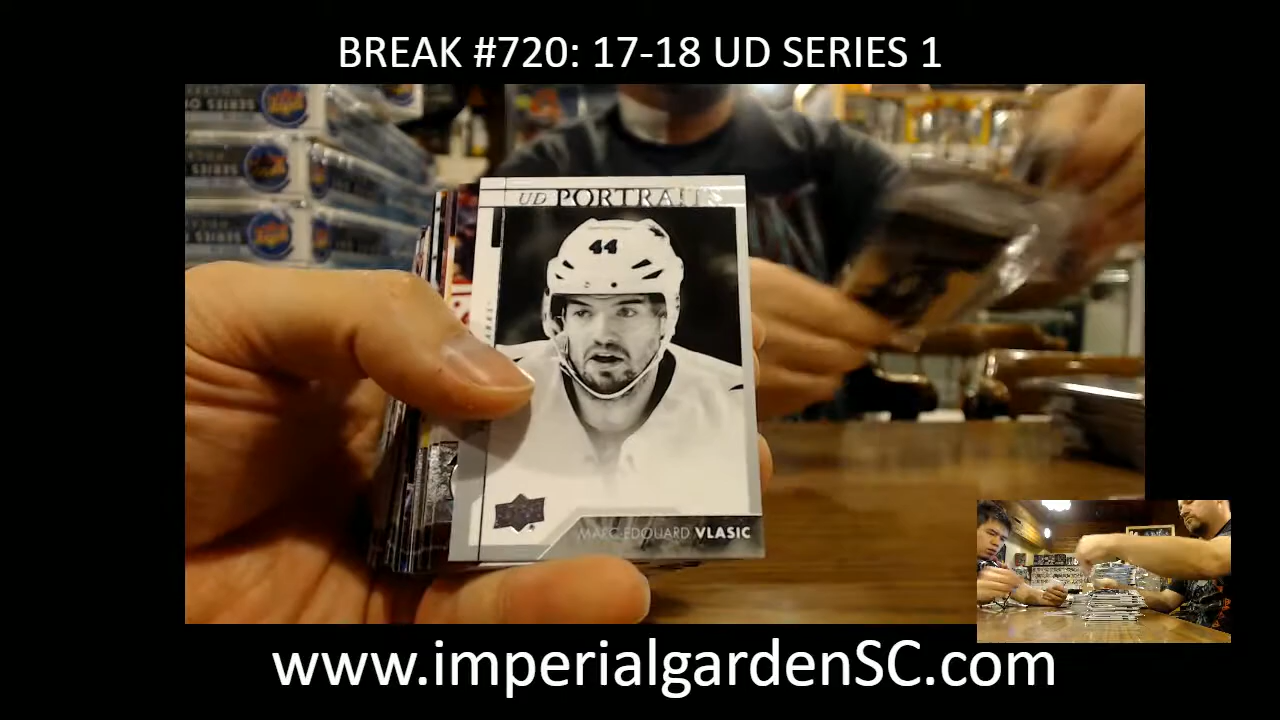 BREAK #720: 17-18 UD SERIES 1
UD PORTRAITS
44
MARC-EDOUARD VLASIC
www.imperialgardenSC.com